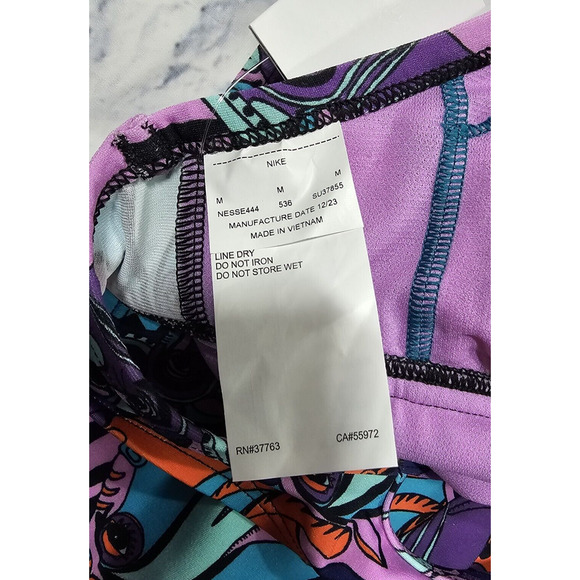 NIKE
M M M
NESSE444 536 SU37855
MANUFACTURE DATE 12/23
MADE IN VIETNAM
LINE DRY
DO NOT IRON
DO NOT STORE WET
RN#37763 CA#55972